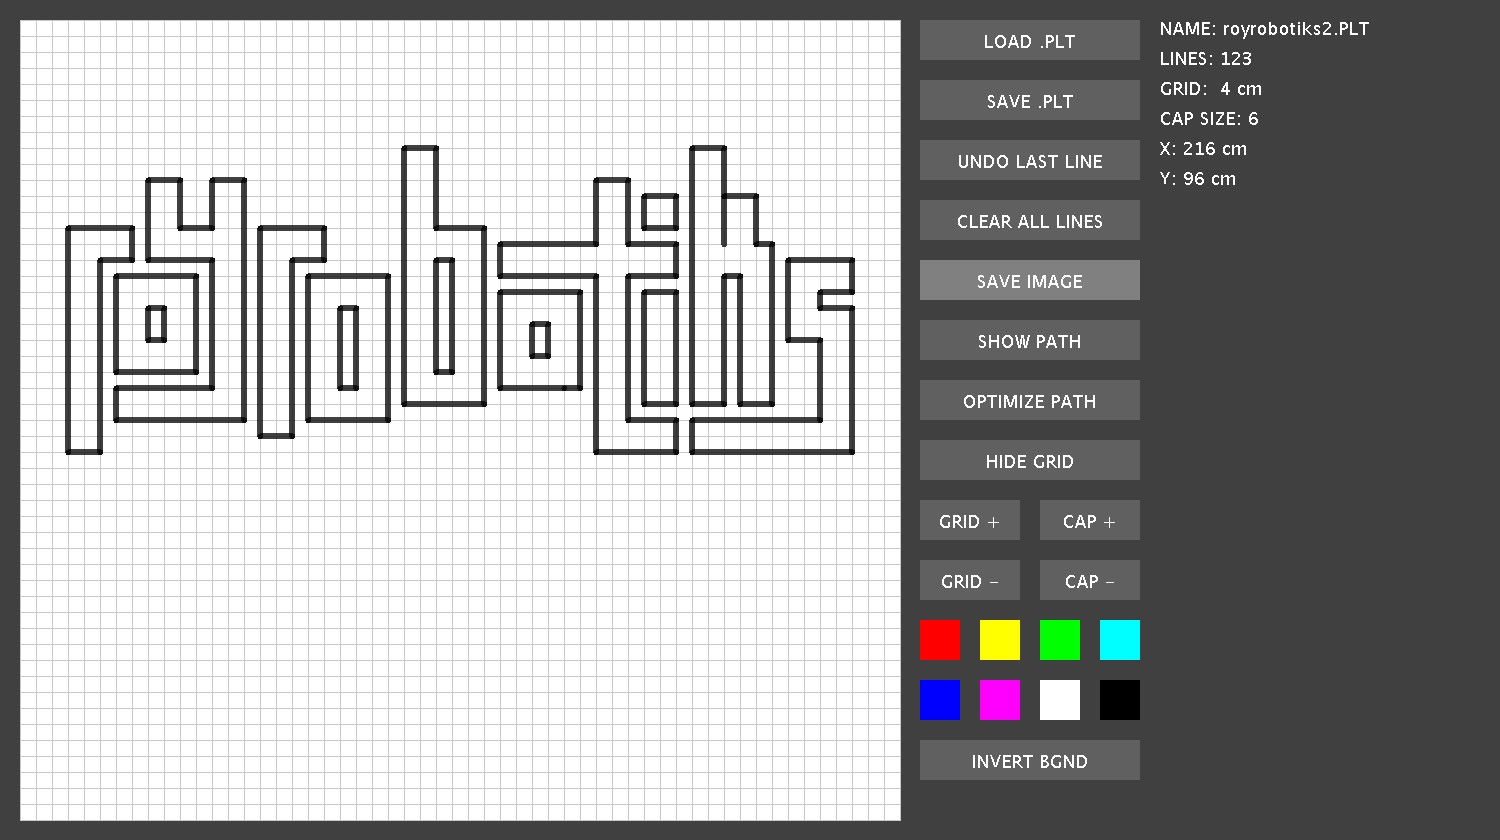 royrobotiks
LOAD .PLT
SAVE .PLT
UNDO LAST LINE
CLEAR ALL LINES
SAVE IMAGE
SHOW PATH
OPTIMIZE PATH
HIDE GRID
GRID + CAP +
GRID - CAP -
INVERT BGND
NAME: royrobotiks2.PLT
LINES: 123
GRID: 4 cm
CAP SIZE: 6
X: 216 cm
Y: 96 cm